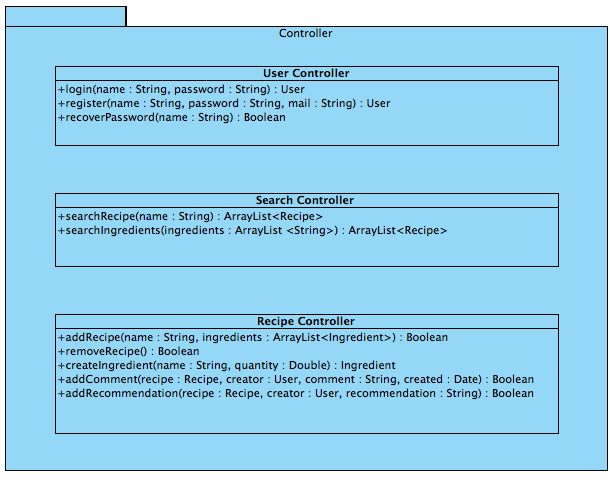 Controller
User Controller
+login(name : String, password : String) : User
+register(name : String, password : String, mail : String) : User
+recoverPassword(name : String) : Boolean
Search Controller
+searchRecipe(name : String) : ArrayList<Recipe>
+searchIngredients(ingredients : ArrayList <String>) : ArrayList<Recipe>
Recipe Controller
+addRecipe(name : String, ingredients : ArrayList<Ingredient>) : Boolean
+removeRecipe() : Boolean
+createIngredient(name : String, quantity : Double) : Ingredient
+addComment(recipe : Recipe, creator : User, comment : String, created : Date) : Boolean
+addRecommendation(recipe : Recipe, creator : User, recommendation : String) : Boolean